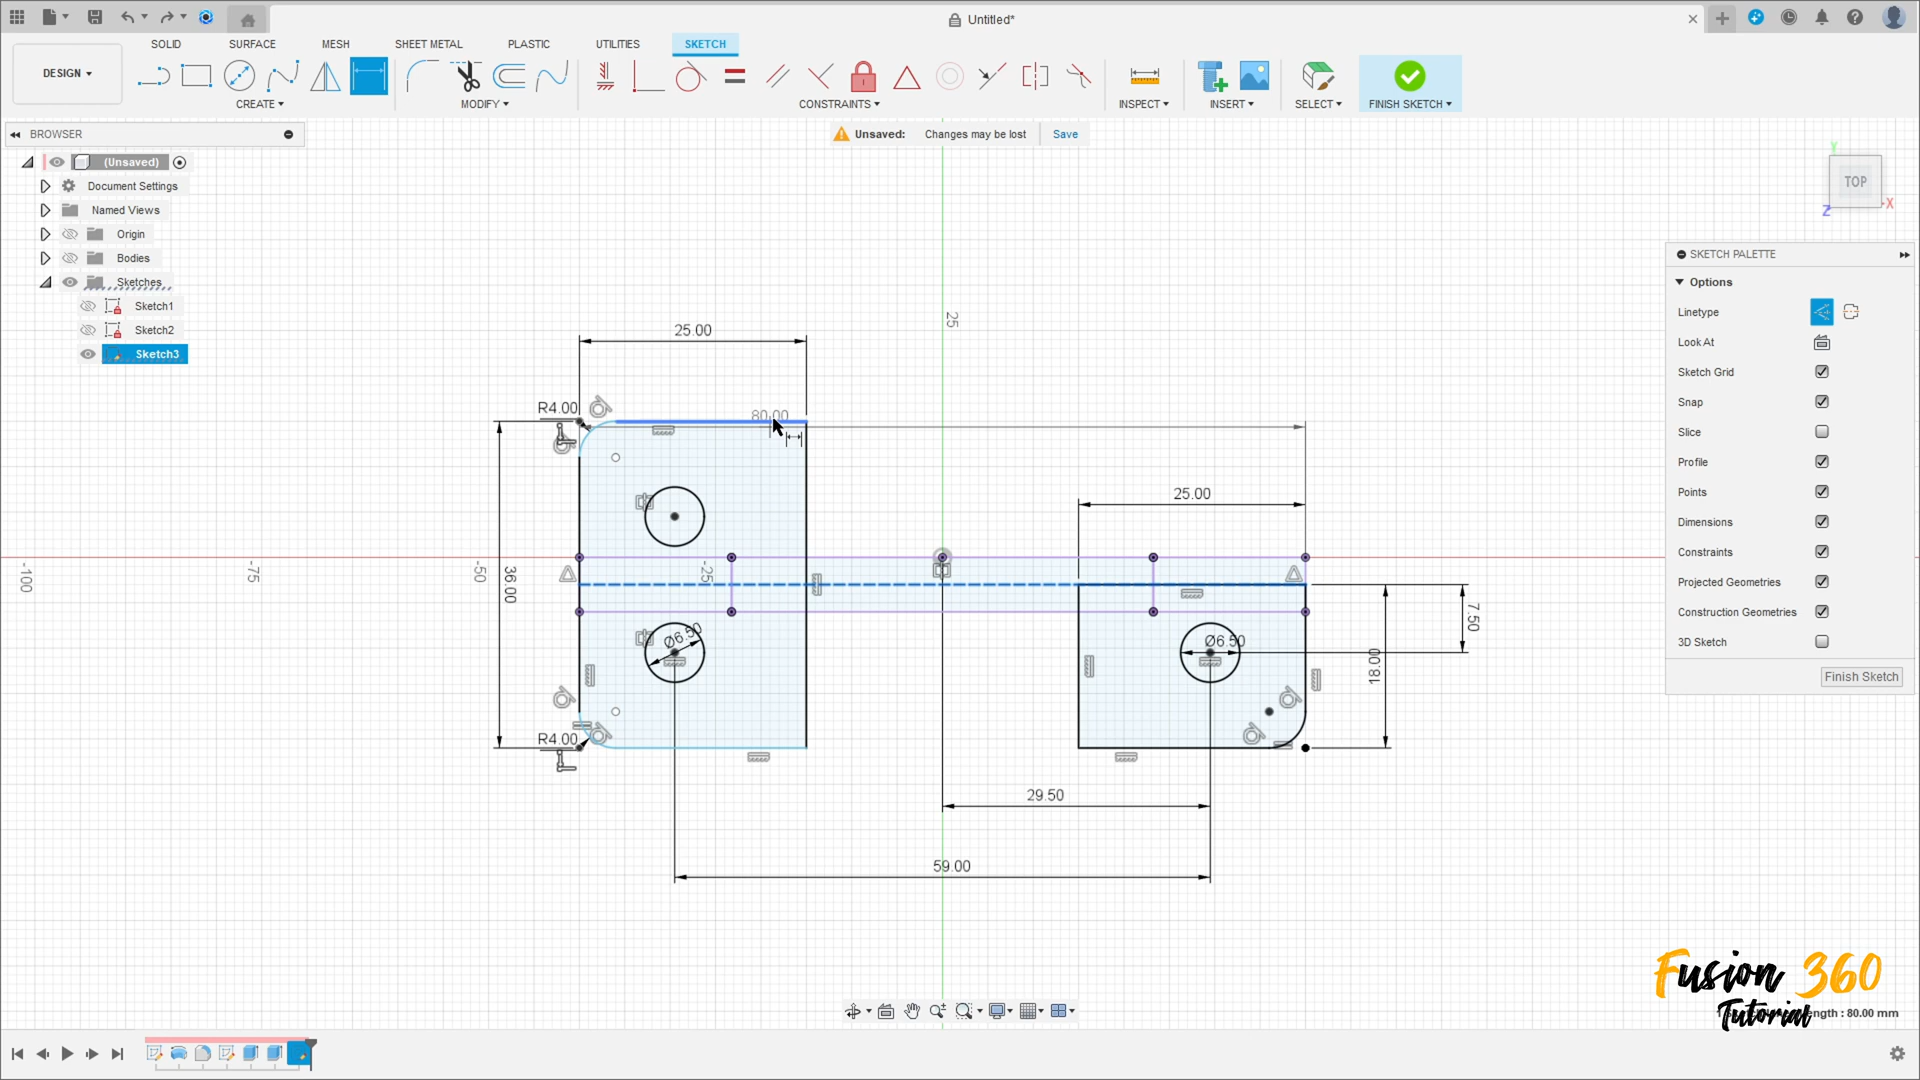 Untitled*
DESIGN
SOLID
SURFACE
MESH
SHEET METAL
PLASTIC
UTILITIES
SKETCH
CREATE
MODIFY
CONSTRAINTS
INSPECT
INSERT
SELECT
FINISH SKETCH
BROWSER
Unsaved: Changes may be lost Save
(Unsaved)
Document Settings
Named Views
Origin
Bodies
Sketches
Sketch1
Sketch2
Sketch3
TOP
Y
X
Z
SKETCH PALETTE
Options
Linetype
Look At
Sketch Grid
Snap
Slice
Profile
Points
Dimensions
Constraints
Projected Geometries
Construction Geometries
3D Sketch
Finish Sketch
25
25.00
R4.00
80.00
25.00
-100
-75
-50
-25
36.00
Ø6.50
Ø6.50
7.50
18.00
R4.00
29.50
59.00
Fusion 360
Tutorial
ngth : 80.00 mm